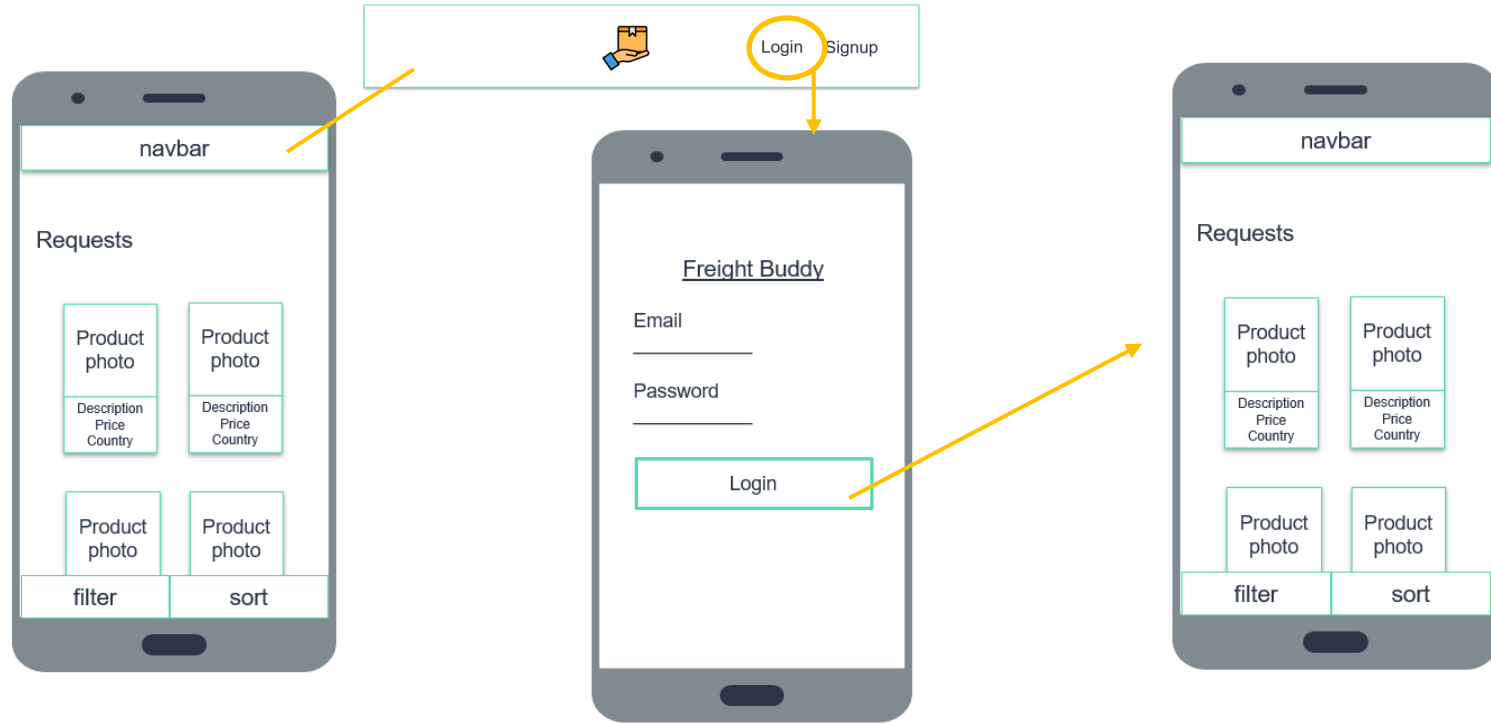 Login Signup
navbar
Requests
Product
photo
Description
Price
Country
Product
photo
Description
Price
Country
Product
photo
Product
photo
filter
sort
Freight Buddy
Email
Password
Login
navbar
Requests
Product
photo
Description
Price
Country
Product
photo
Description
Price
Country
Product
photo
Product
photo
filter
sort